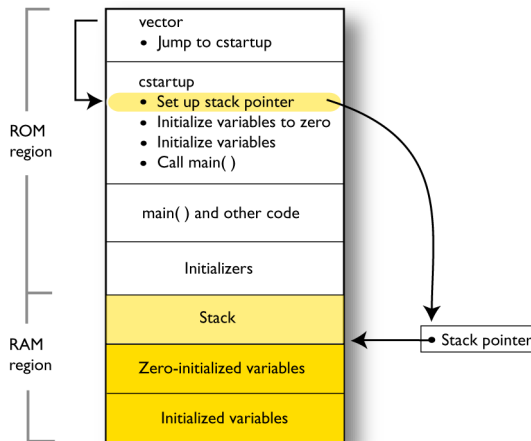 vector
• Jump to cstartup
cstartup
• Set up stack pointer
• Initialize variables to zero
• Initialize variables
• Call main( )
ROM
region
main( ) and other code
Initializers
Stack
RAM
region
Stack pointer
Zero-initialized variables
Initialized variables